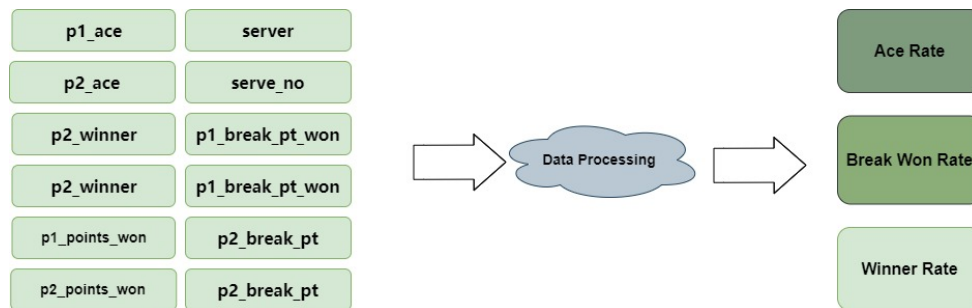 p1_ace
server
p2_ace
serve_no
p2_winner
p1_break_pt_won
p2_winner
p1_break_pt_won
p1_points_won
p2_break_pt
p2_points_won
p2_break_pt
Data Processing
Ace Rate
Break Won Rate
Winner Rate